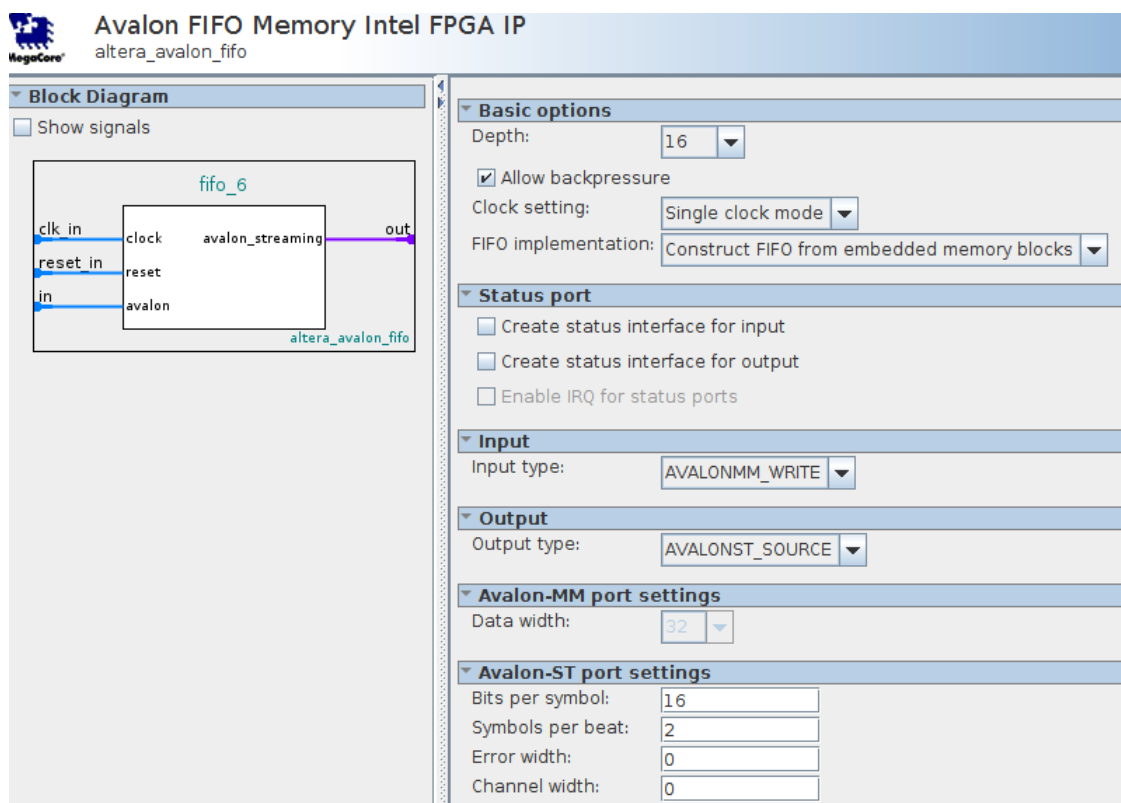 Avalon FIFO Memory Intel FPGA IP
altera_avalon_fifo
MegaCore®
Block Diagram
Show signals
fifo_6
clk_in
clock
avalon_streaming
out
reset_in
reset
in
avalon
altera_avalon_fifo
Basic options
Depth: 16
Allow backpressure
Clock setting: Single clock mode
FIFO implementation: Construct FIFO from embedded memory blocks
Status port
Create status interface for input
Create status interface for output
Enable IRQ for status ports
Input
Input type: AVALONMM_WRITE
Output
Output type: AVALONST_SOURCE
Avalon-MM port settings
Data width: 32
Avalon-ST port settings
Bits per symbol: 16
Symbols per beat: 2
Error width: 0
Channel width: 0